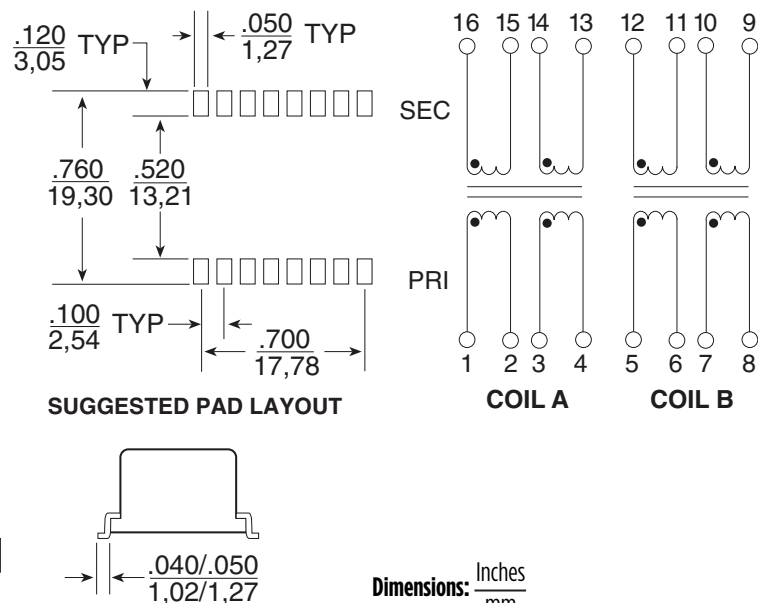 .120
3,05 TYP
.050
1,27 TYP
.760
19,30
.520
13,21
.100
2,54 TYP
.700
17,78
SUGGESTED PAD LAYOUT
16 15 14 13 12 11 10 9
SEC
PRI
1 2 3 4 5 6 7 8
COIL A COIL B
.040/.050
1,02/1,27
Dimensions: Inches
mm